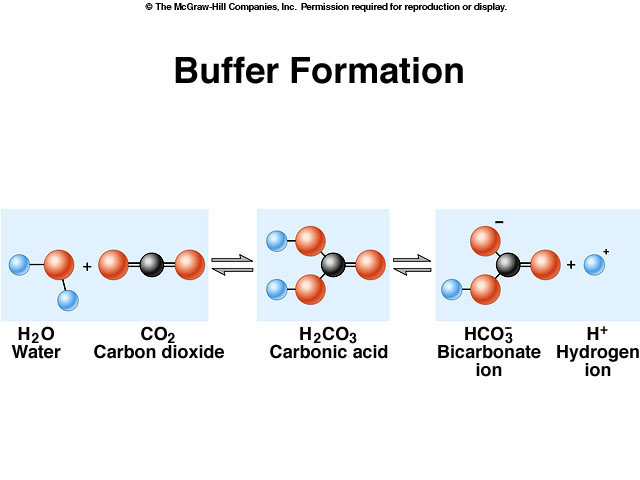 © The McGraw-Hill Companies, Inc. Permission required for reproduction or display.
Buffer Formation
+
+
−
+
H₂O
Water
CO₂
Carbon dioxide
H₂CO₃
Carbonic acid
HCO₃⁻
Bicarbonate
ion
H⁺
Hydrogen
ion